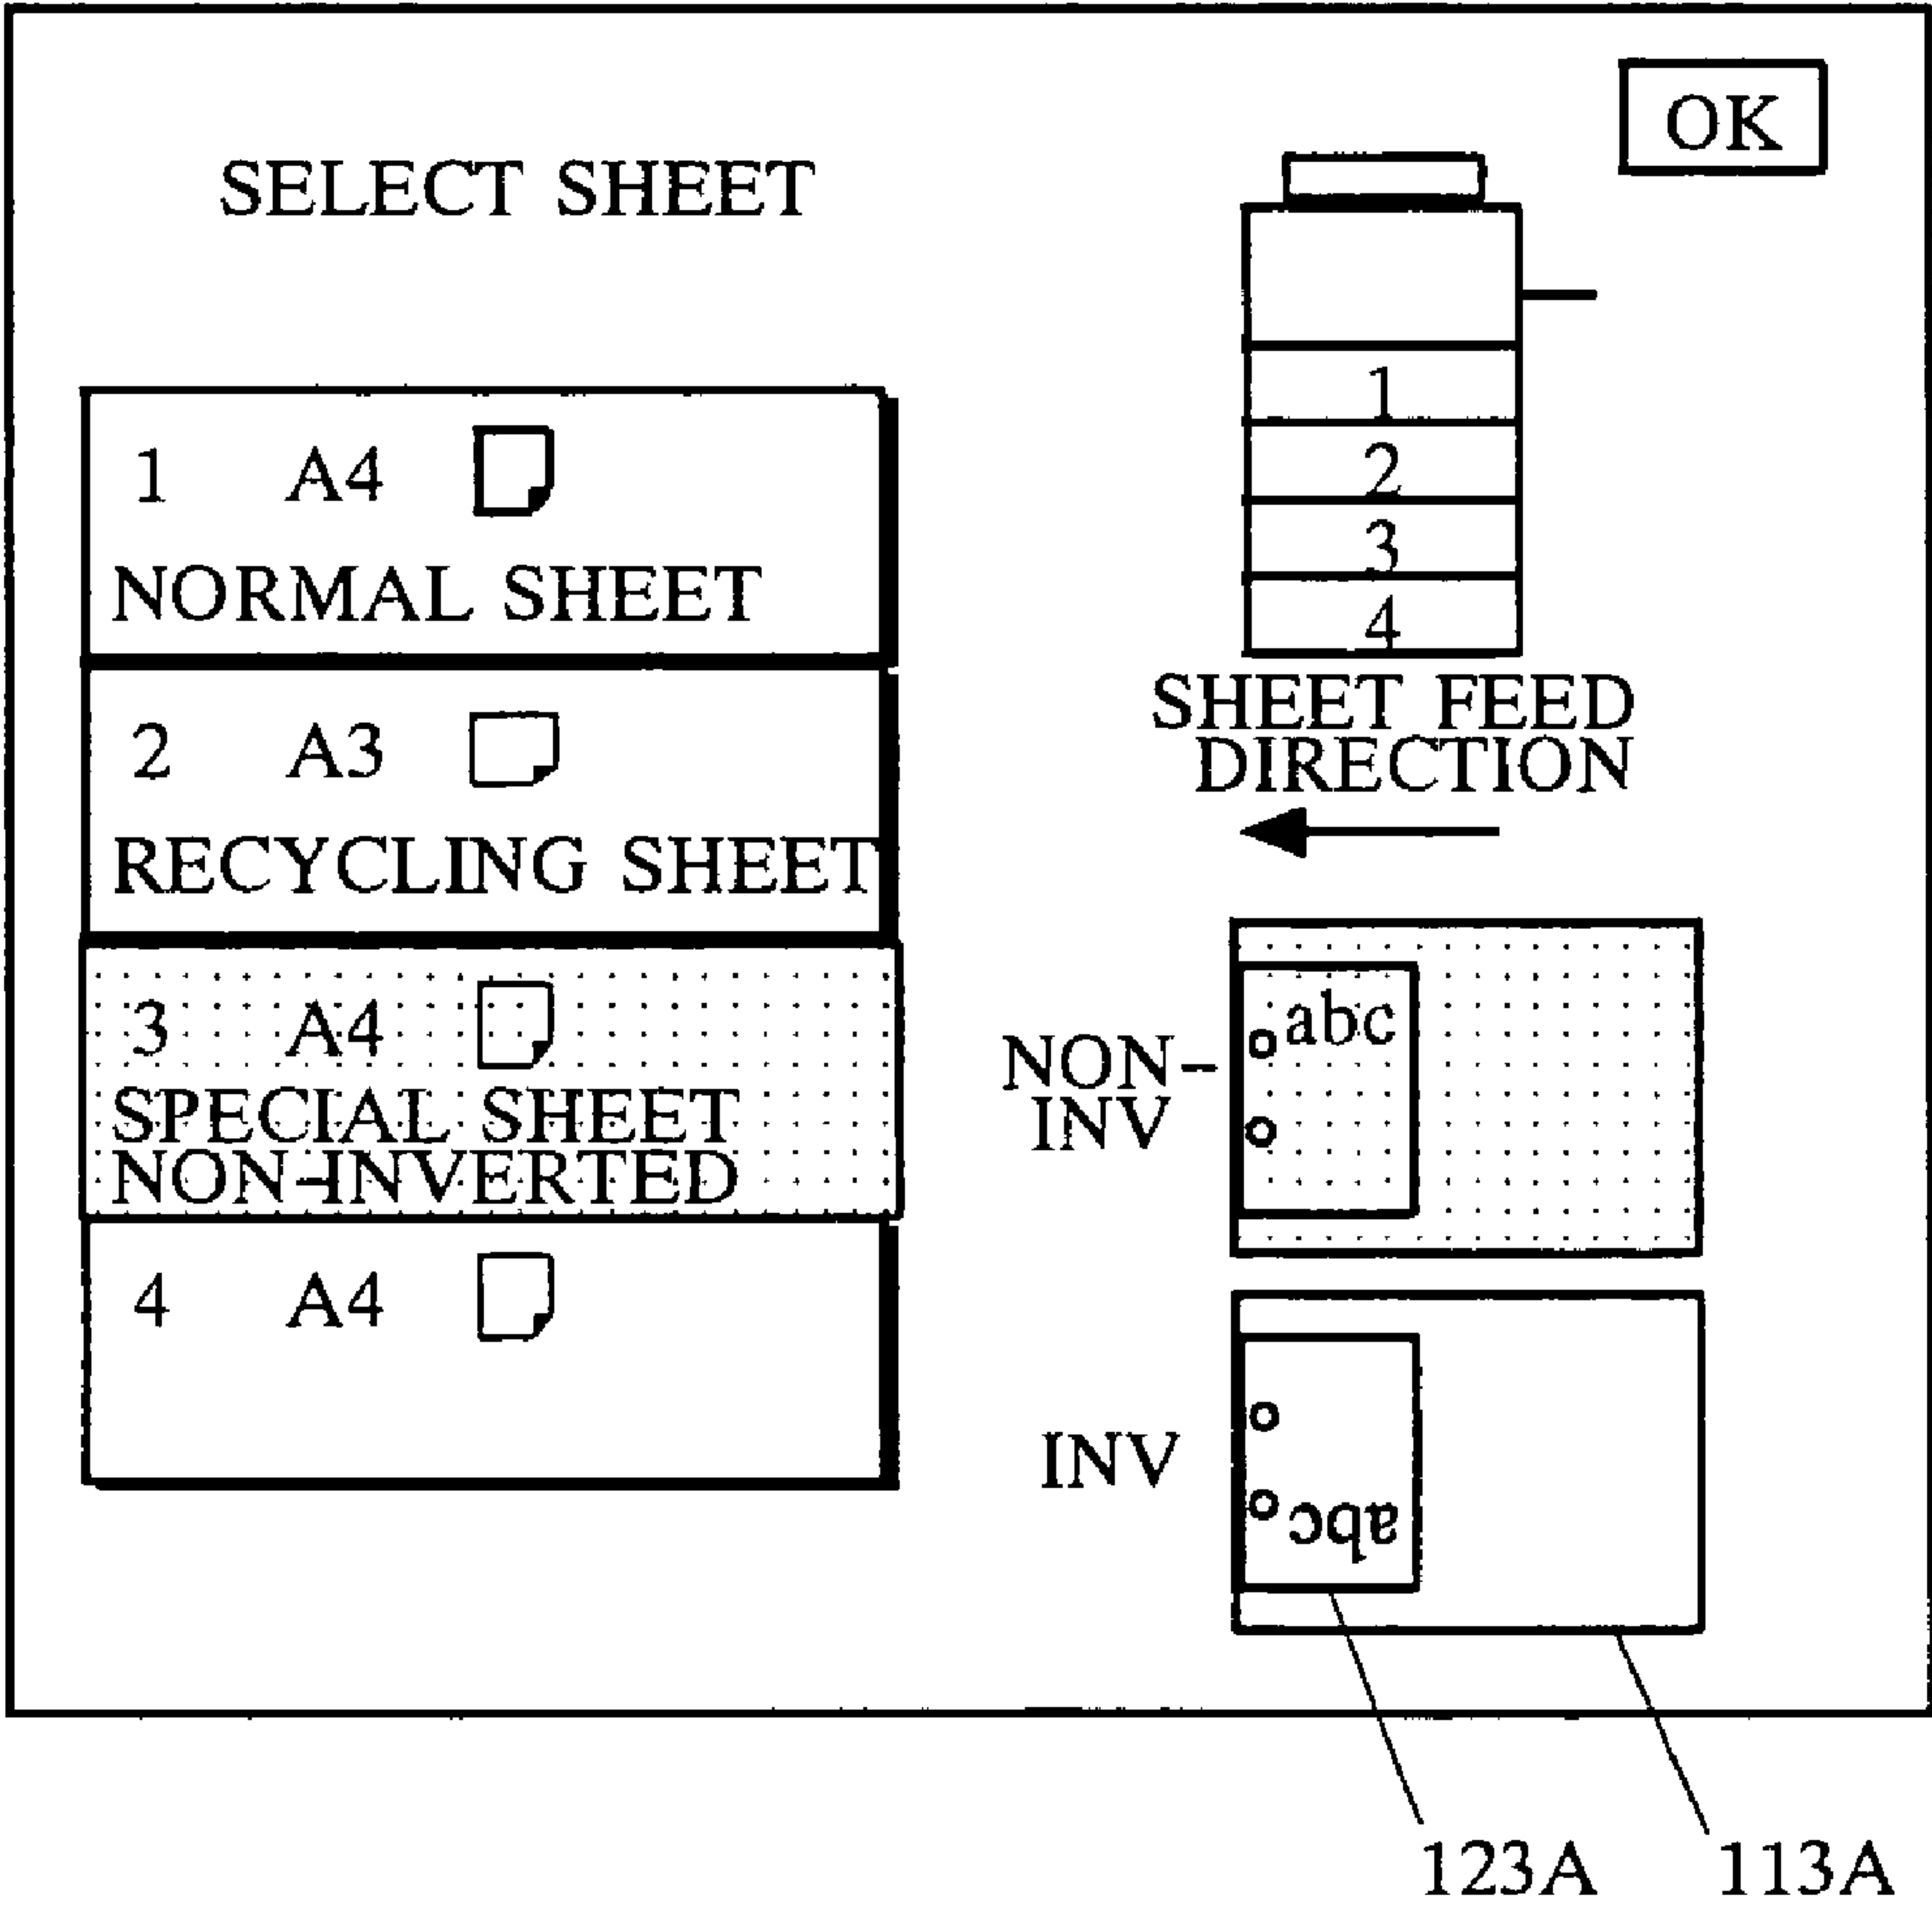 OK
SELECT SHEET
1 A4
NORMAL SHEET
2 A3
RECYCLING SHEET
3 A4
SPECIAL SHEET
NON-INVERTED
4 A4
1
2
3
4
SHEET FEED
DIRECTION
NON-
INV
abc
INV
abc
123A
113A